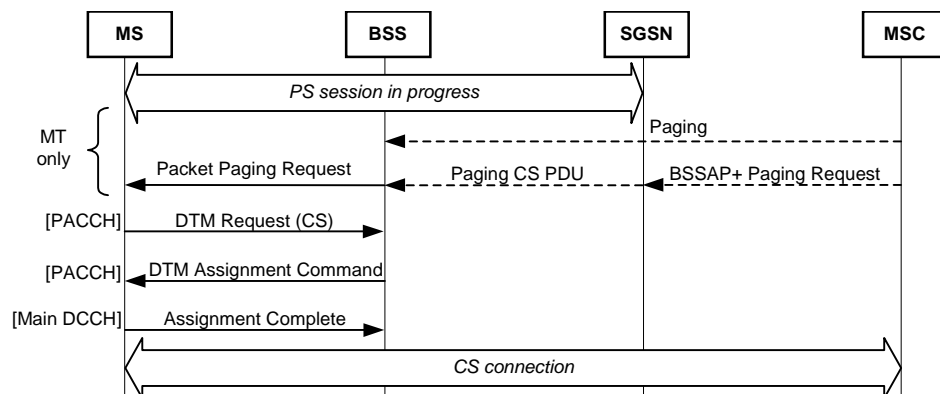 MS
BSS
SGSN
MSC
PS session in progress
MT
only
Paging
Packet Paging Request
Paging CS PDU
BSSAP+ Paging Request
[PACCH]
DTM Request (CS)
[PACCH]
DTM Assignment Command
[Main DCCH]
Assignment Complete
CS connection